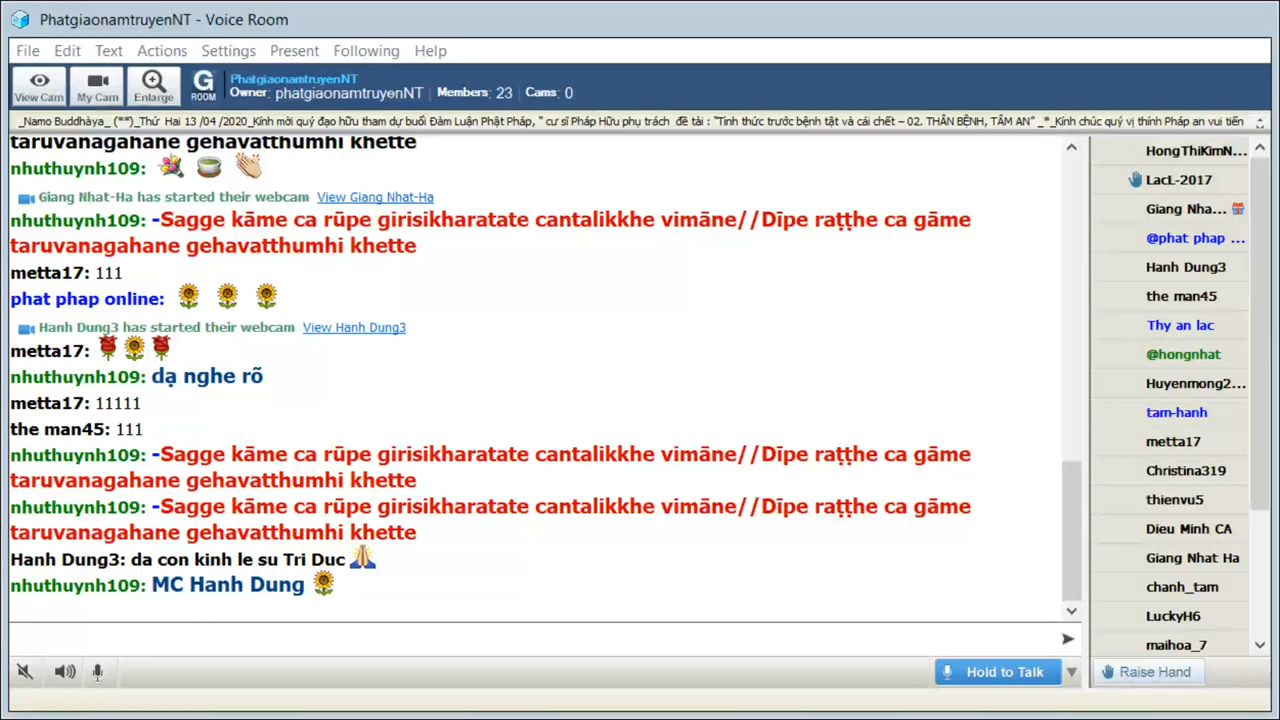 PhatgiaonamtruyenNT - Voice Room
File Edit Text Actions Settings Present Following Help
View Cam My Cam Enlarge G ROOM PhatgiaonamtruyenNT
Owner: phatgiaonamtruyenNT Members: 23 Cams: 0
_Namo Buddhàya_ (**)_Thứ Hai 13 /04 /2020_Kính mời quý đạo hữu tham dự buổi Đàm Luận Phật Pháp, " cư sĩ Pháp Hữu phụ trách đề tài : "Tỉnh thức trước bệnh tật và cái chết – 02. THÂN BỆNH, TÂM AN" _*_Kính chúc quý vị thính Pháp an vui tiến
taruvanagahane gehavatthumhi khette
nhuthuynh109:
Giang Nhat-Ha has started their webcam View Giang Nhat-Ha
nhuthuynh109: -Sagge kāme ca rūpe girisikharatate cantalikkhe vimāne//Dīpe raṭṭhe ca gāme
taruvanagahane gehavatthumhi khette
metta17: 111
phat phap online:
Hanh Dung3 has started their webcam View Hanh Dung3
metta17:
nhuthuynh109: dạ nghe rõ
metta17: 11111
the man45: 111
nhuthuynh109: -Sagge kāme ca rūpe girisikharatate cantalikkhe vimāne//Dīpe raṭṭhe ca gāme
taruvanagahane gehavatthumhi khette
nhuthuynh109: -Sagge kāme ca rūpe girisikharatate cantalikkhe vimāne//Dīpe raṭṭhe ca gāme
taruvanagahane gehavatthumhi khette
Hanh Dung3: da con kinh le su Tri Duc
nhuthuynh109: MC Hanh Dung
HongThiKimN...
LacL-2017
Giang Nha...
@phat phap ...
Hanh Dung3
the man45
Thy an lac
@hongnhat
Huyenmong2...
tam-hanh
metta17
Christina319
thienvu5
Dieu Minh CA
Giang Nhat Ha
chanh_tam
LuckyH6
maihoa_7
Hold to Talk
Raise Hand